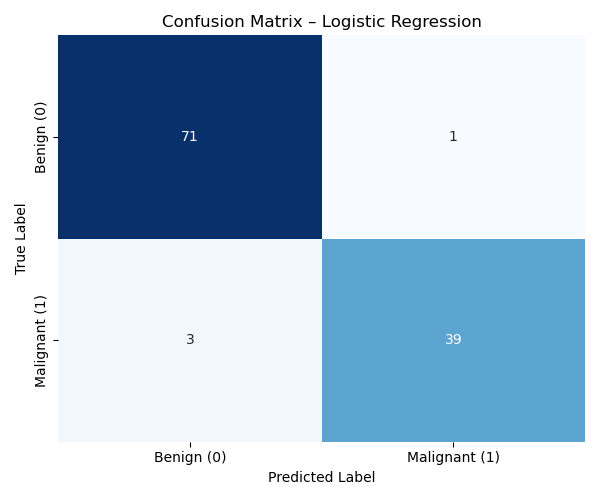 Confusion Matrix – Logistic Regression
True Label
Benign (0)
71
1
Malignant (1)
3
39
Benign (0)
Malignant (1)
Predicted Label